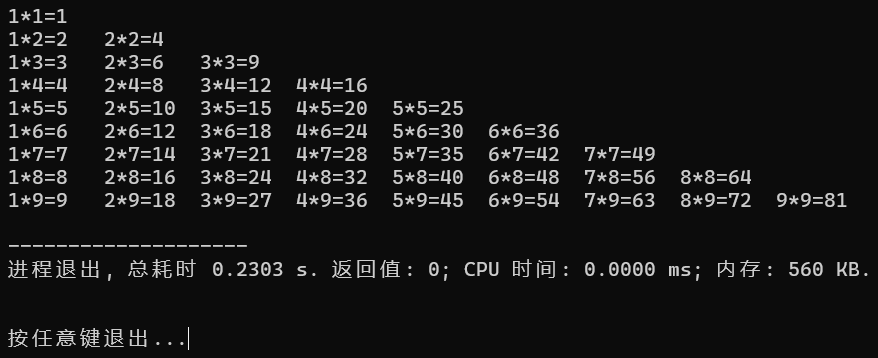 1*1=1
1*2=2   2*2=4
1*3=3   2*3=6   3*3=9
1*4=4   2*4=8   3*4=12  4*4=16
1*5=5   2*5=10  3*5=15  4*5=20  5*5=25
1*6=6   2*6=12  3*6=18  4*6=24  5*6=30  6*6=36
1*7=7   2*7=14  3*7=21  4*7=28  5*7=35  6*7=42  7*7=49
1*8=8   2*8=16  3*8=24  4*8=32  5*8=40  6*8=48  7*8=56  8*8=64
1*9=9   2*9=18  3*9=27  4*9=36  5*9=45  6*9=54  7*9=63  8*9=72  9*9=81
--------------------
进程退出, 总耗时 0.2303 s. 返回值: 0; CPU 时间: 0.0000 ms; 内存: 560 KB.
按任意键退出...